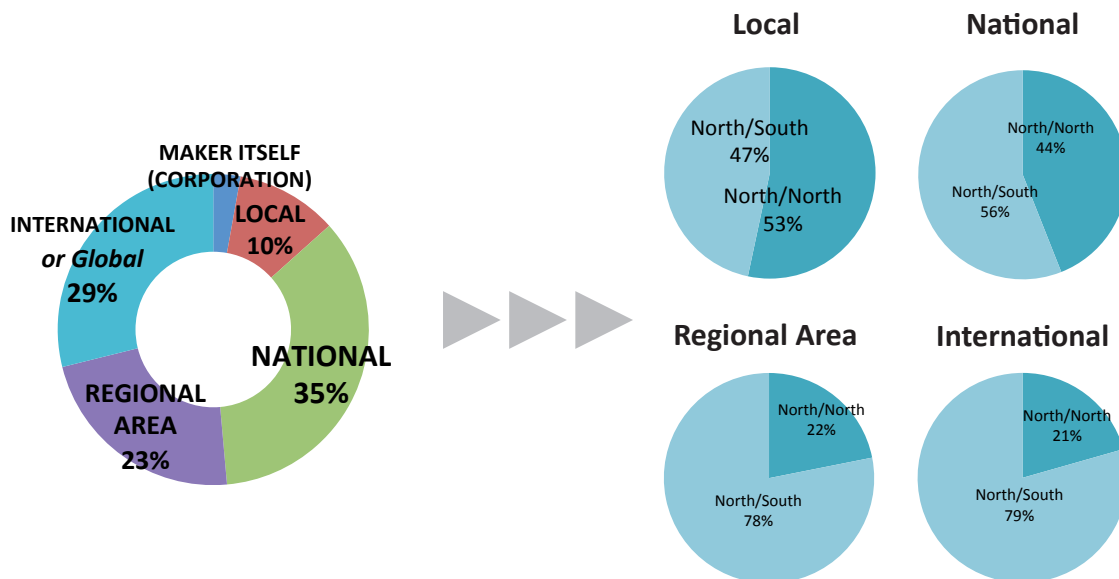 MAKER ITSELF
(CORPORATION)
LOCAL
10%
INTERNATIONAL
or Global
29%
NATIONAL
35%
REGIONAL
AREA
23%
Local
North/South
47%
North/North
53%
National
North/North
44%
North/South
56%
Regional Area
North/North
22%
North/South
78%
International
North/North
21%
North/South
79%